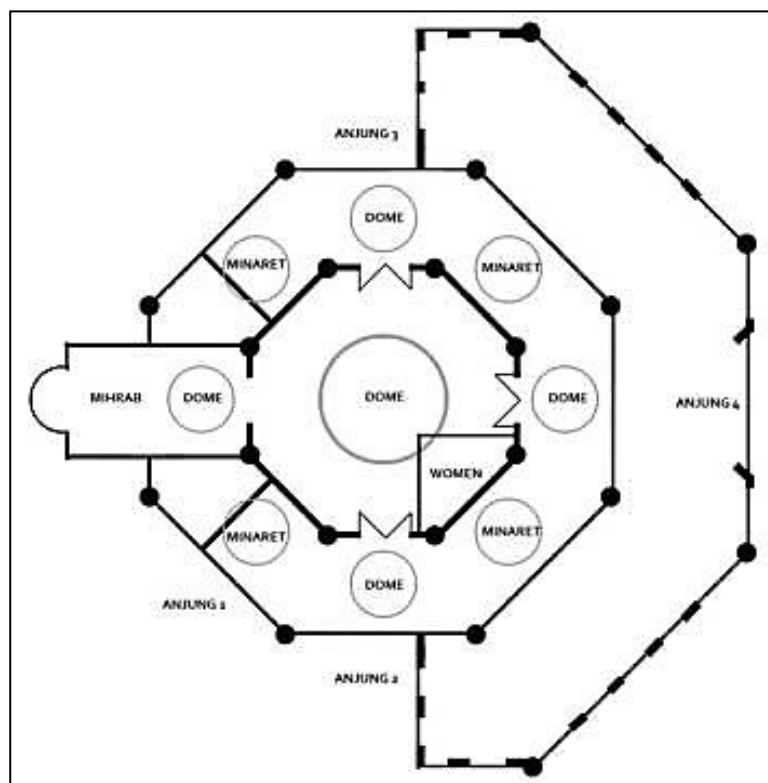 ANJUNG 3
DOME
MINARET
MINARET
MIHRAB
DOME
DOME
DOME
ANJUNG 4
WOMEN
MINARET
MINARET
DOME
ANJUNG 1
ANJUNG 2